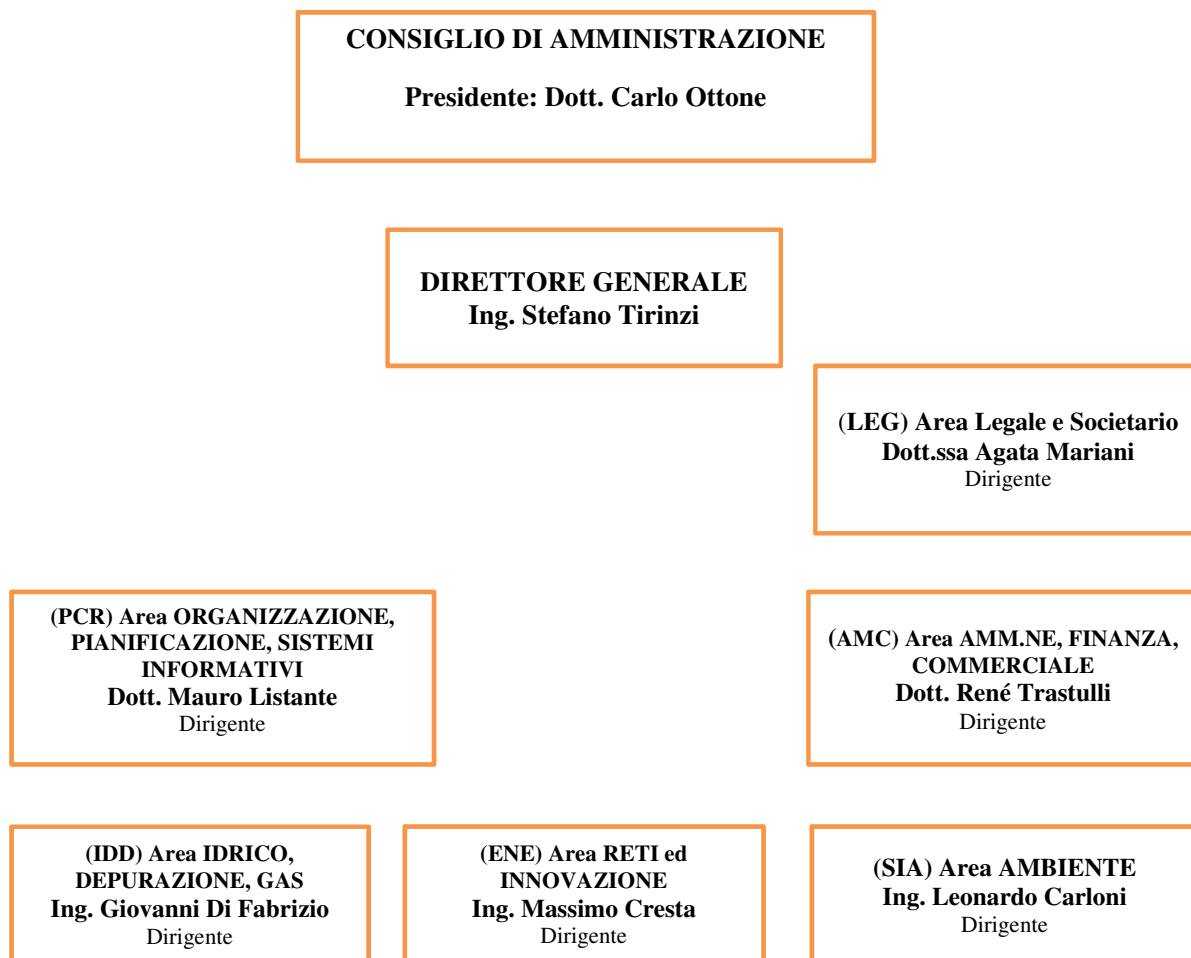 CONSIGLIO DI AMMINISTRAZIONE
Presidente: Dott. Carlo Ottone
DIRETTORE GENERALE
Ing. Stefano Tirinzi
(LEG) Area Legale e Societario
Dott.ssa Agata Mariani
Dirigente
(PCR) Area ORGANIZZAZIONE,
PIANIFICAZIONE, SISTEMI
INFORMATIVI
Dott. Mauro Listante
Dirigente
(AMC) Area AMM.NE, FINANZA,
COMMERCIALE
Dott. René Trastulli
Dirigente
(IDD) Area IDRICO,
DEPURAZIONE, GAS
Ing. Giovanni Di Fabrizio
Dirigente
(ENE) Area RETI ed
INNOVAZIONE
Ing. Massimo Cresta
Dirigente
(SIA) Area AMBIENTE
Ing. Leonardo Carloni
Dirigente